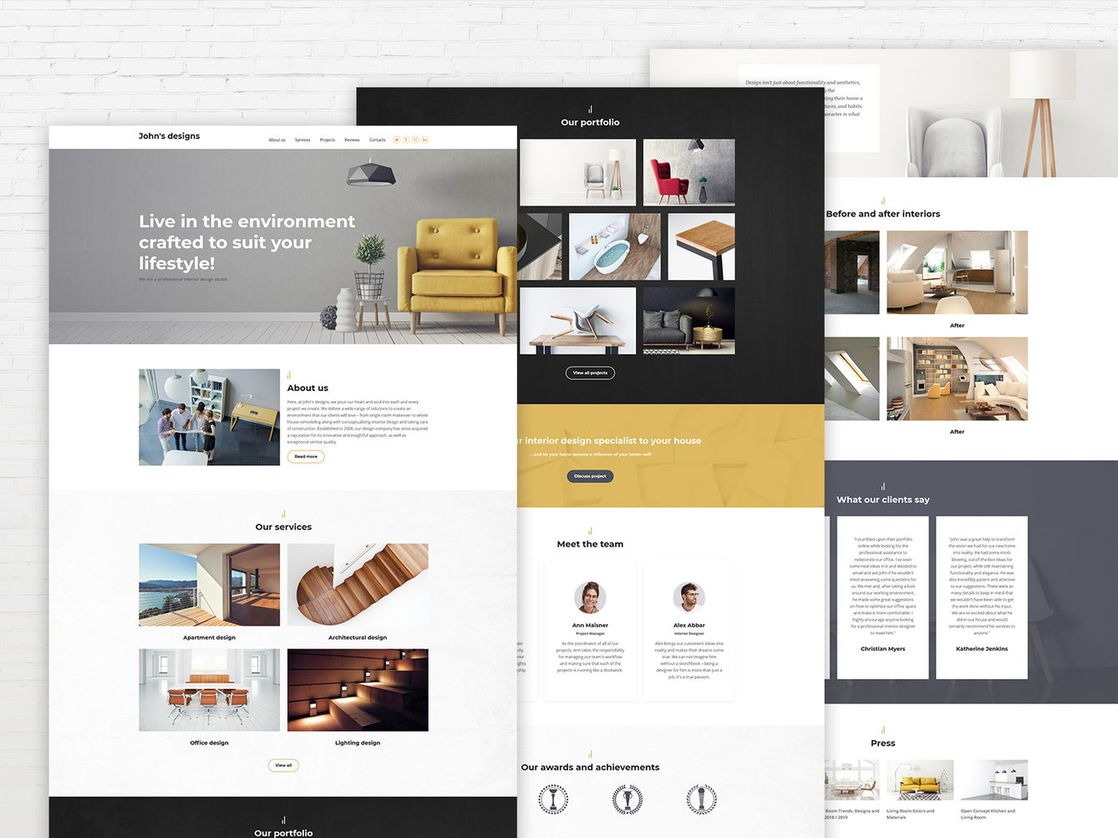 John's designs
About us Services Projects Reviews Contacts
Live in the environment
crafted to suit your
lifestyle!
We are a professional interior design studio.
About us
Here, at John's designs, we pour our heart and soul into each and every
project we create. We deliver a wide range of solutions to create an
environment that our clients will love – from single room makeover to whole
house remodeling along with conceptualizing interior design and taking care
of construction. Established in 2008, our design company has since acquired
a reputation for its innovative and insightful approach, as well as
exceptional service quality.
Read more
Our services
Apartment design
Architectural design
Office design
Lighting design
View all
Our portfolio
Our portfolio
View all projects
r interior design specialist to your house
...and let your home become a reflection of your better self!
Discuss project
Meet the team
Ann Maisner
Project Manager
As the coordinator of all of our
projects, Ann takes the responsibility
for managing our team's workflow
and making sure that each of the
projects is running like a clockwork.
Alex Abbar
Interior Designer
Alex brings our customers' ideas into
reality and makes their dreams come
true. We can not imagine him
without a sketchbook – being a
designer for him is more than just a
job, it's a true passion.
Our awards and achievements
Design isn't just about functionality and aesthetics,
the
ing their home a
tures, and habits.
haracter is what
Before and after interiors
After
After
What our clients say
"I stumbled upon their portfolio
online while looking for the
professional assistance to
redecorate our office. I've seen
some neat ideas in it and decided to
email and ask John if he wouldn't
mind answering some questions for
us. We met and, after taking a look
around our working environment,
he made some great suggestions
on how to optimize our office space
and make it more comfortable. I
highly encourage anyone looking
for a professional interior designer
to meet him."
Christian Myers
"John was a great help to transform
the vision we had for our new home
into reality. He had some mind-
blowing, out-of-the-box ideas for
our project, while still maintaining
functionality and elegance. He was
also incredibly patient and attentive
to our suggestions. There were so
many details to keep in mind that
we wouldn't have been able to get
the work done without his input.
We are so excited about what he
did in our house and would
certainly recommend his services to
anyone."
Katherine Jenkins
Press
Room Trends, Designs and
2018 / 2019
Living Room Colors and
Materials
Open Concept Kitchen and
Living Room